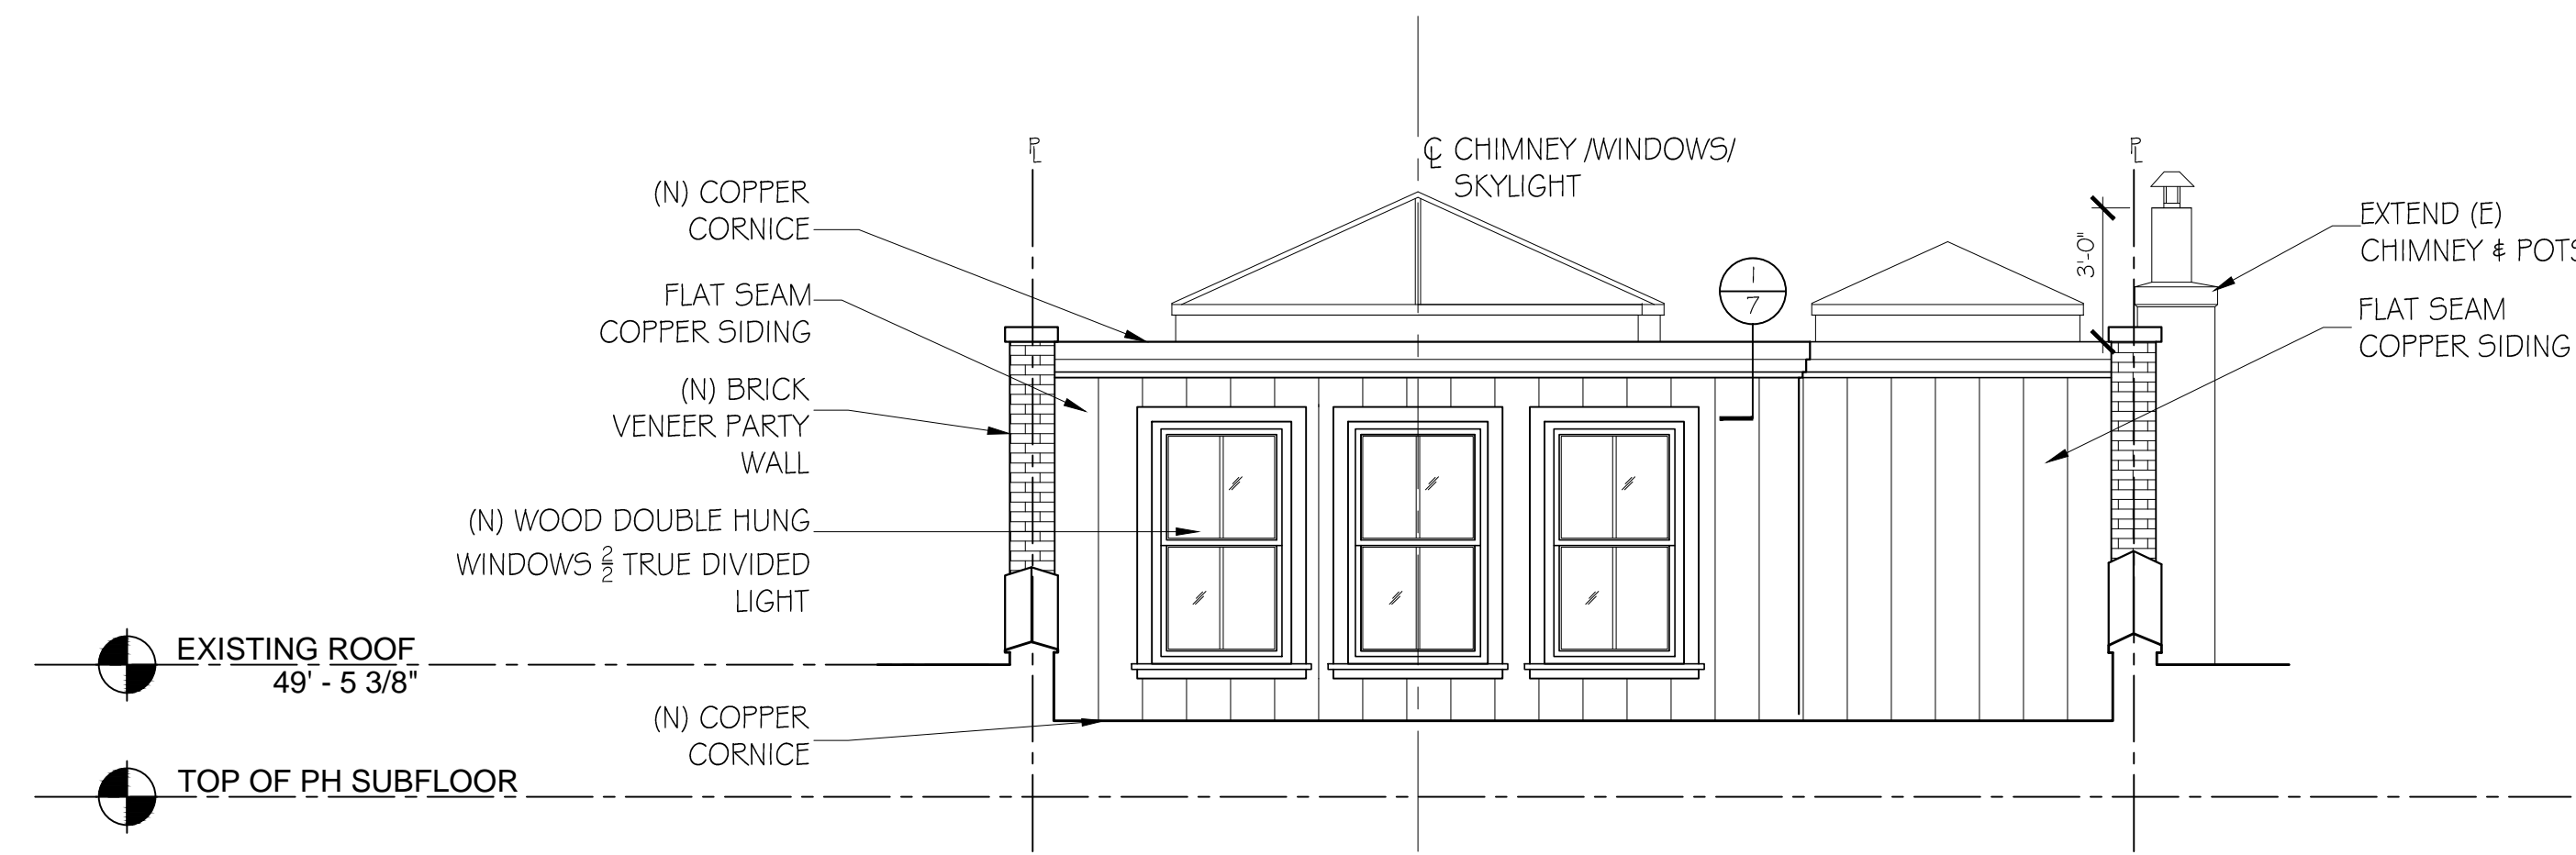 ℄ CHIMNEY /WINDOWS/
SKYLIGHT
PL
PL
(N) COPPER
CORNICE
FLAT SEAM
COPPER SIDING
(N) BRICK
VENEER PARTY
WALL
(N) WOOD DOUBLE HUNG
WINDOWS 2/2 TRUE DIVIDED
LIGHT
(N) COPPER
CORNICE
1
7
3'-0"
EXTEND (E)
CHIMNEY & POTS
FLAT SEAM
COPPER SIDING
EXISTING ROOF
49' - 5 3/8"
TOP OF PH SUBFLOOR